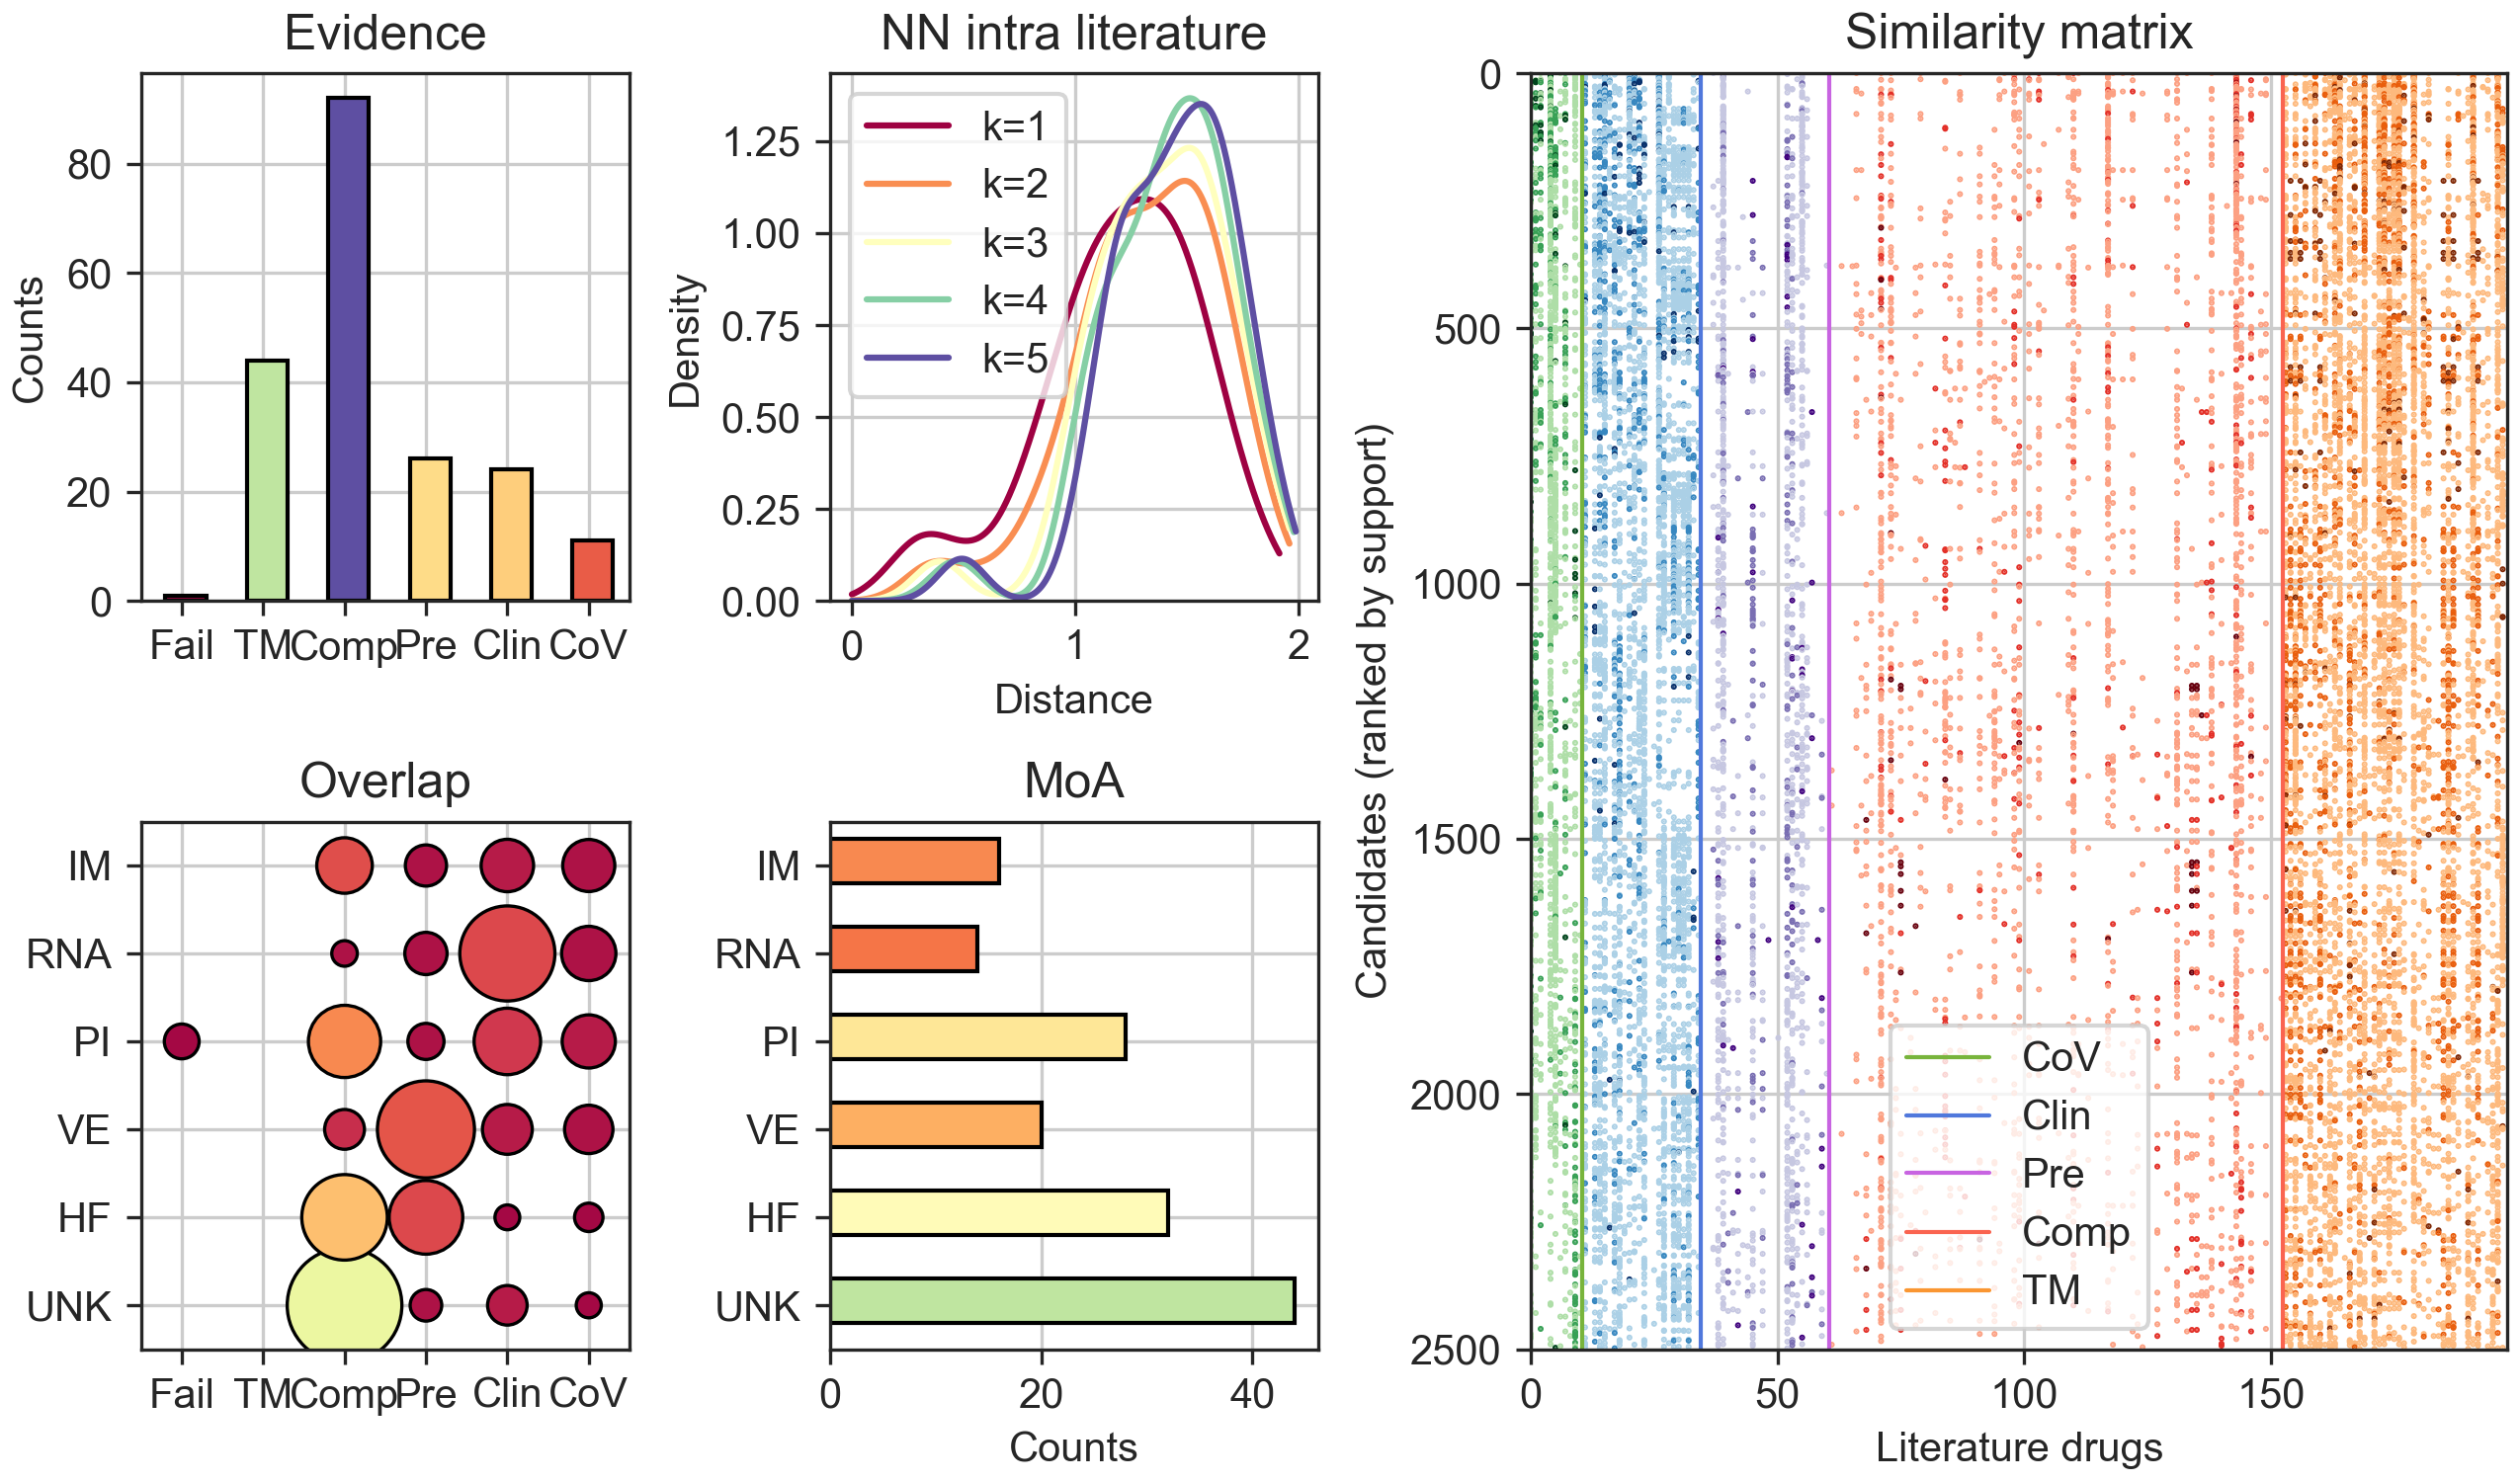 Evidence
Counts
80
60
40
20
0
Fail TM Comp Pre Clin CoV
NN intra literature
Density
1.25
1.00
0.75
0.50
0.25
0.00
k=1
k=2
k=3
k=4
k=5
0 1 2
Distance
Overlap
IM
RNA
PI
VE
HF
UNK
Fail TM Comp Pre Clin CoV
MoA
IM
RNA
PI
VE
HF
UNK
0 20 40
Counts
Similarity matrix
Candidates (ranked by support)
0
500
1000
1500
2000
2500
CoV
Clin
Pre
Comp
TM
0 50 100 150
Literature drugs